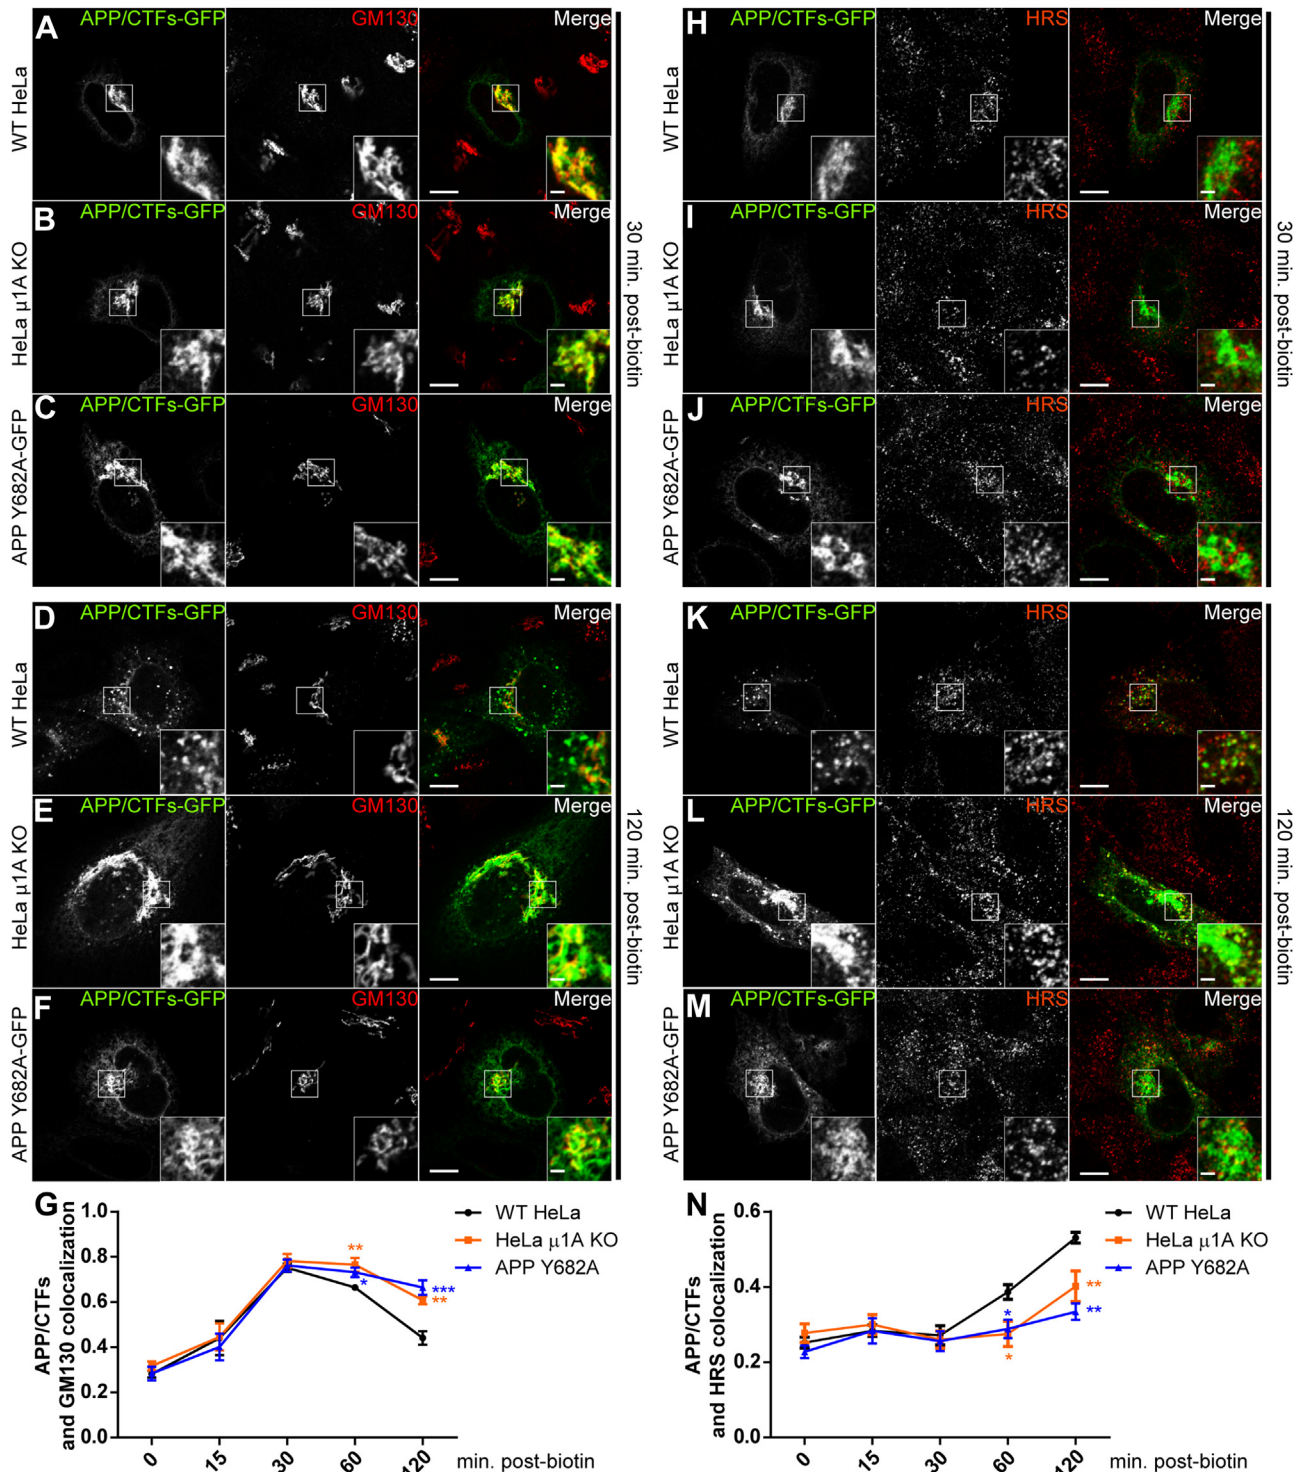 A APP/CTFs-GFP GM130 Merge
WT HeLa
B APP/CTFs-GFP GM130 Merge
HeLa μ1A KO
C APP/CTFs-GFP GM130 Merge
APP Y682A-GFP
30 min. post-biotin
D APP/CTFs-GFP GM130 Merge
WT HeLa
E APP/CTFs-GFP GM130 Merge
HeLa μ1A KO
F APP/CTFs-GFP GM130 Merge
APP Y682A-GFP
120 min. post-biotin
G
APP/CTFs
and GM130 colocalization
1.0
0.8
0.6
0.4
0.2
0.0
WT HeLa
HeLa μ1A KO
APP Y682A
**
*
***
**
0 15 30 60 120 min. post-biotin
H APP/CTFs-GFP HRS Merge
WT HeLa
I APP/CTFs-GFP HRS Merge
HeLa μ1A KO
J APP/CTFs-GFP HRS Merge
APP Y682A-GFP
30 min. post-biotin
K APP/CTFs-GFP HRS Merge
WT HeLa
L APP/CTFs-GFP HRS Merge
HeLa μ1A KO
M APP/CTFs-GFP HRS Merge
APP Y682A-GFP
120 min. post-biotin
N
APP/CTFs
and HRS colocalization
0.6
0.4
0.2
0.0
WT HeLa
HeLa μ1A KO
APP Y682A
*
*
**
**
0 15 30 60 120 min. post-biotin